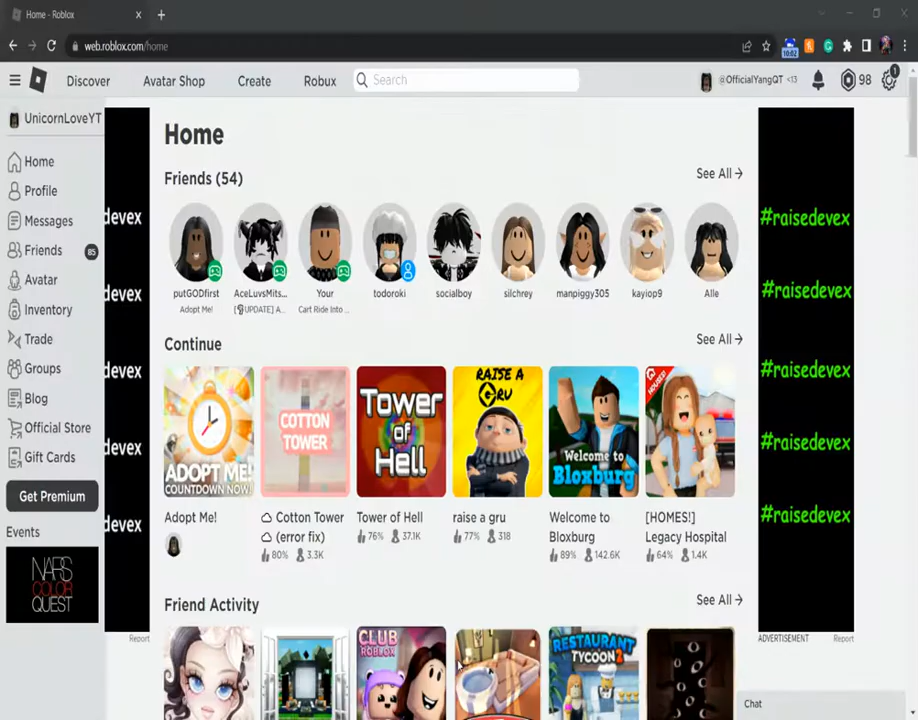 Home - Roblox
web.roblox.com/home
10:02
Discover Avatar Shop Create Robux Search @OfficialYangQT <13 98 1
UnicornLoveYT
Home
Profile
Messages
Friends 85
Avatar
Inventory
Trade
Groups
Blog
Official Store
Gift Cards
Get Premium
Events
NARS
COLOR
QUEST
devex
devex
devex
devex
devex
Report
Home
Friends (54) See All →
putGODfirst AceLuvsMits... Your todoroki socialboy silchrey manpiggy305 kayiop9 Alle
Adopt Me! UPDATE] A... Cart Ride Into ...
Continue See All →
ADOPT ME!
COUNTDOWN NOW!
COTTON
TOWER
Tower
of
Hell
RAISE A
GRU
Welcome to
Bloxburg
HOUSES!
Adopt Me! Cotton Tower Tower of Hell raise a gru Welcome to [HOMES!]
(error fix) Bloxburg Legacy Hospital
76% 37.1K 77% 318
80% 3.3K 89% 142.6K 64% 1.4K
Friend Activity See All →
CLUB
ROBLOX
RESTAURANT
TYCOON 2
#raisedevex
#raisedevex
#raisedevex
#raisedevex
#raisedevex
ADVERTISEMENT Report
Chat